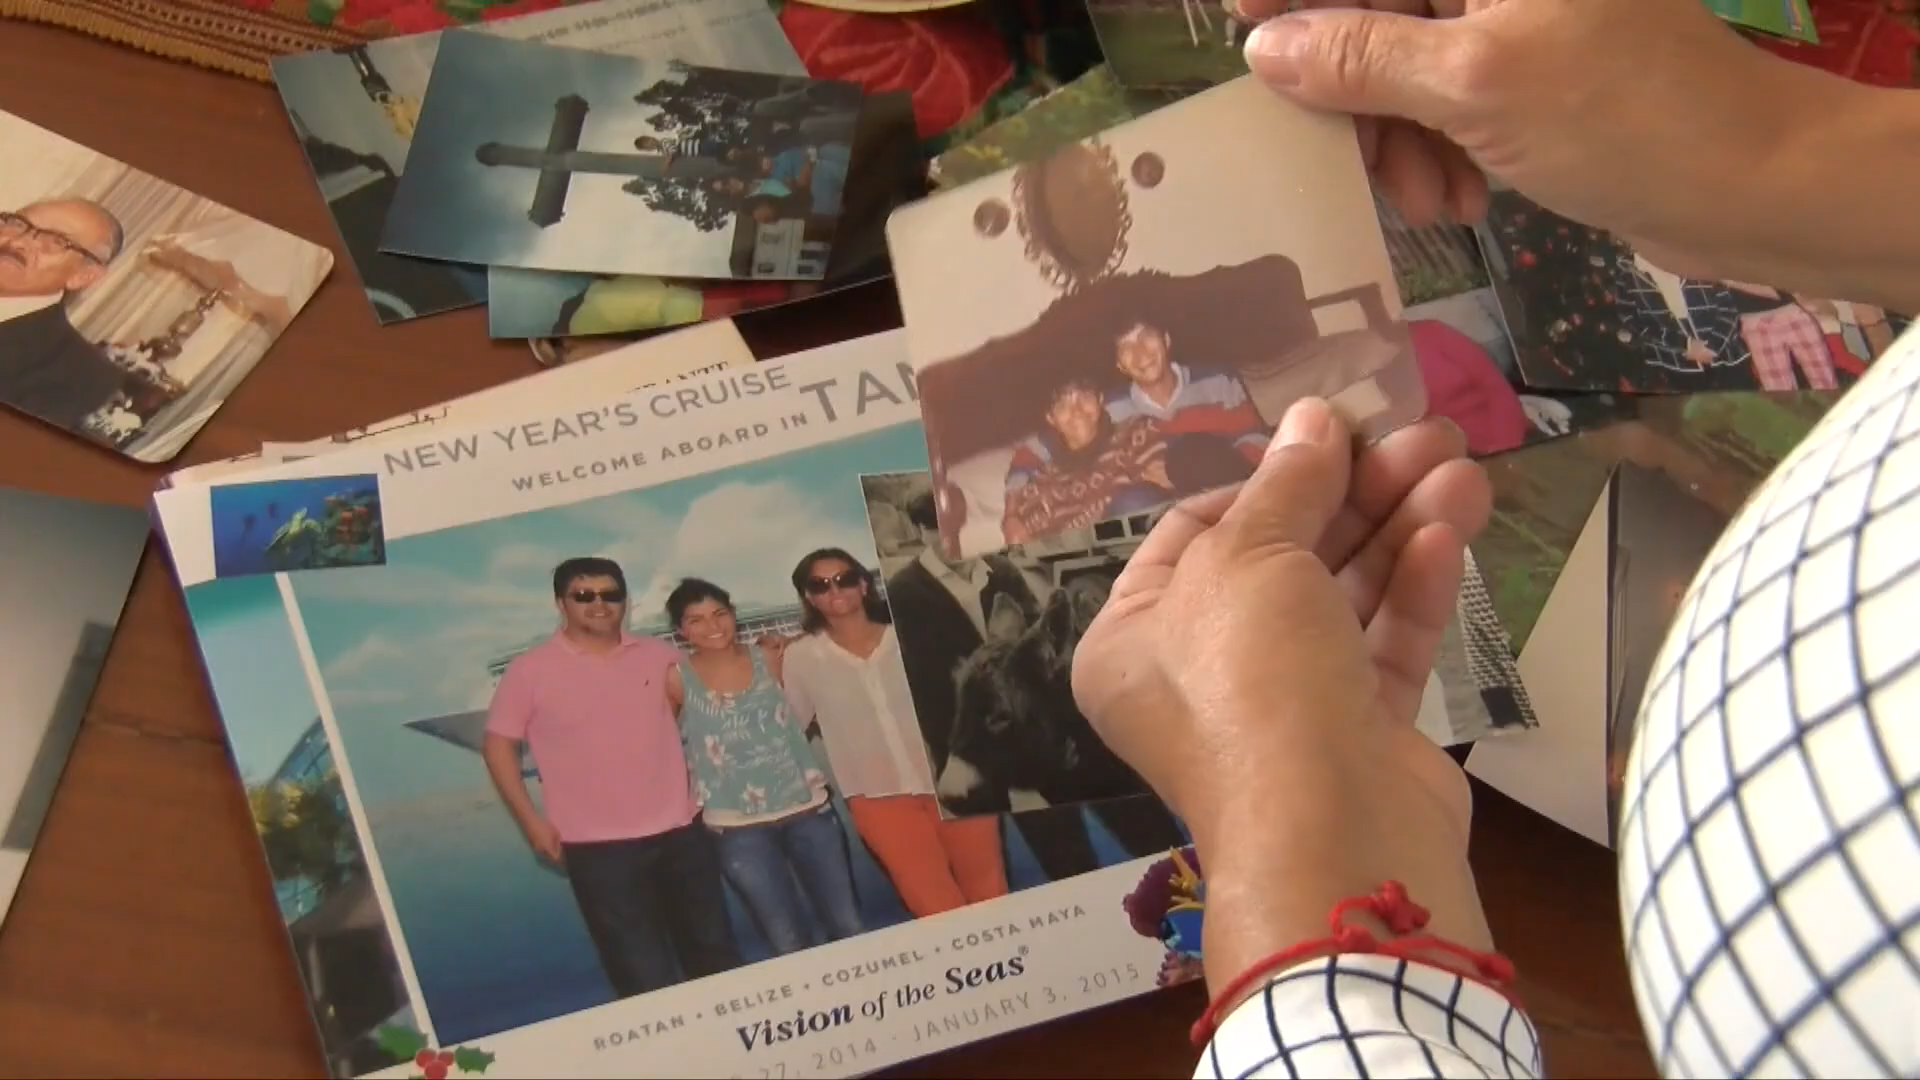 NEW YEAR'S CRUISE
WELCOME ABOARD IN TAM
ROATAN • BELIZE • COZUMEL • COSTA MAYA
Vision of the Seas®
27, 2014 - JANUARY 3, 2015